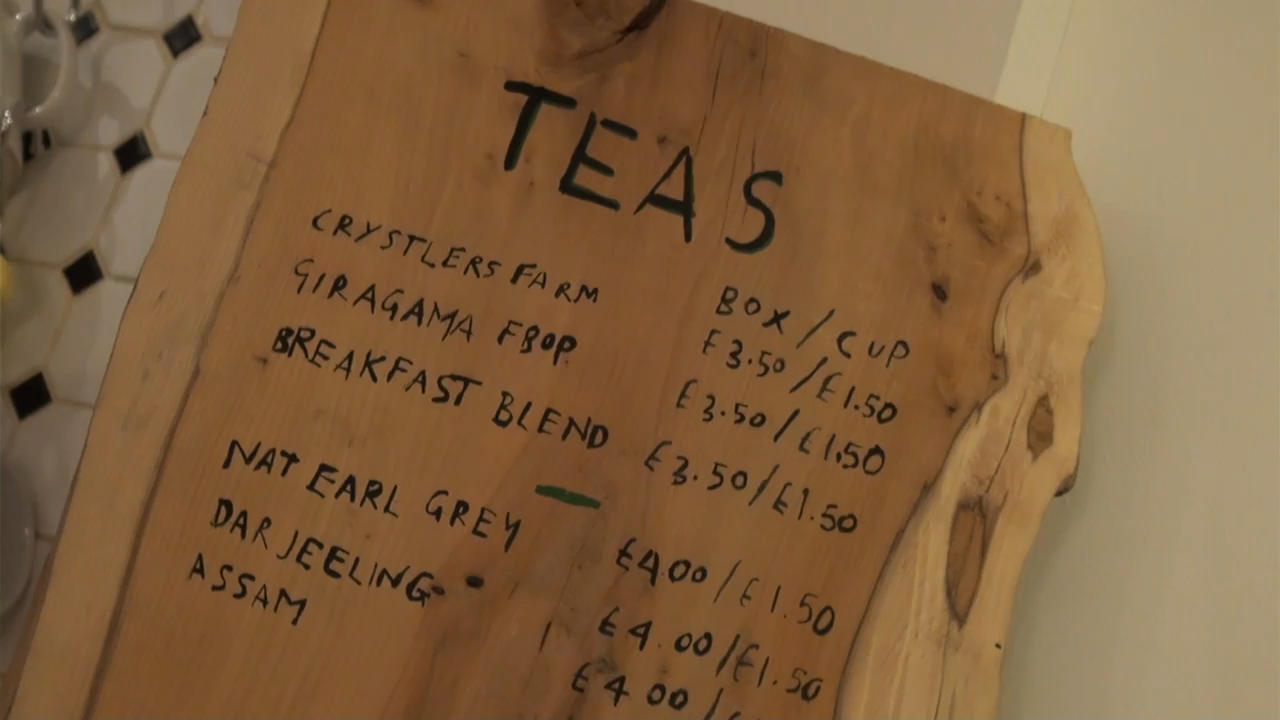 TEAS
BOX / CUP
CRYSTLERS FARM £3.50 / £1.50
GIRAGAMA FBOP £3.50 / £1.50
BREAKFAST BLEND £3.50 / £1.50
NAT EARL GREY £4.00 / £1.50
DARJEELING £4.00 / £1.50
ASSAM £4.00 /